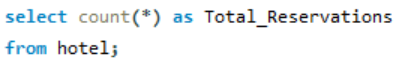 select count(*) as Total_Reservations
from hotel;